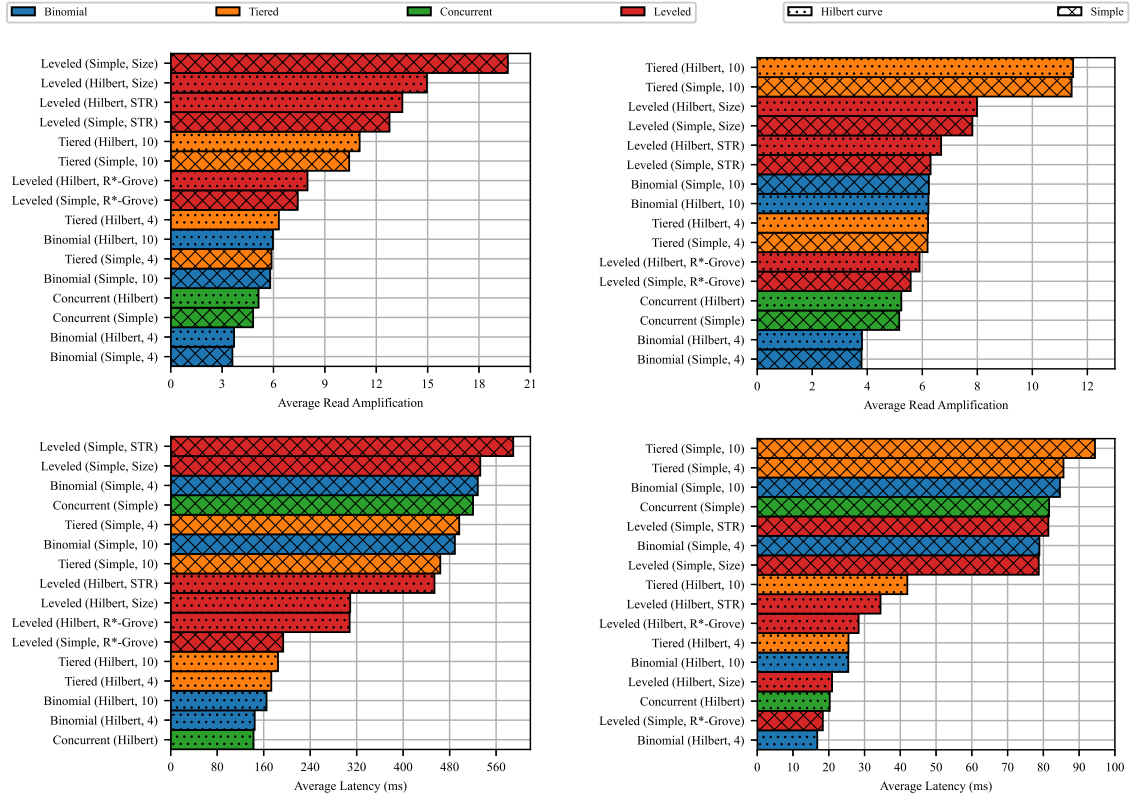 Binomial
Tiered
Concurrent
Leveled
Hilbert curve
Simple
Leveled (Simple, Size)
Leveled (Hilbert, Size)
Leveled (Hilbert, STR)
Leveled (Simple, STR)
Tiered (Hilbert, 10)
Tiered (Simple, 10)
Leveled (Hilbert, R*-Grove)
Leveled (Simple, R*-Grove)
Tiered (Hilbert, 4)
Binomial (Hilbert, 10)
Tiered (Simple, 4)
Binomial (Simple, 10)
Concurrent (Hilbert)
Concurrent (Simple)
Binomial (Hilbert, 4)
Binomial (Simple, 4)
0 3 6 9 12 15 18 21
Average Read Amplification
Tiered (Hilbert, 10)
Tiered (Simple, 10)
Leveled (Hilbert, Size)
Leveled (Simple, Size)
Leveled (Hilbert, STR)
Leveled (Simple, STR)
Binomial (Simple, 10)
Binomial (Hilbert, 10)
Tiered (Hilbert, 4)
Tiered (Simple, 4)
Leveled (Hilbert, R*-Grove)
Leveled (Simple, R*-Grove)
Concurrent (Hilbert)
Concurrent (Simple)
Binomial (Hilbert, 4)
Binomial (Simple, 4)
0 2 4 6 8 10 12
Average Read Amplification
Leveled (Simple, STR)
Leveled (Simple, Size)
Binomial (Simple, 4)
Concurrent (Simple)
Tiered (Simple, 4)
Binomial (Simple, 10)
Tiered (Simple, 10)
Leveled (Hilbert, STR)
Leveled (Hilbert, Size)
Leveled (Hilbert, R*-Grove)
Leveled (Simple, R*-Grove)
Tiered (Hilbert, 10)
Tiered (Hilbert, 4)
Binomial (Hilbert, 10)
Binomial (Hilbert, 4)
Concurrent (Hilbert)
0 80 160 240 320 400 480 560
Average Latency (ms)
Tiered (Simple, 10)
Tiered (Simple, 4)
Binomial (Simple, 10)
Concurrent (Simple)
Leveled (Simple, STR)
Binomial (Simple, 4)
Leveled (Simple, Size)
Tiered (Hilbert, 10)
Leveled (Hilbert, STR)
Leveled (Hilbert, R*-Grove)
Tiered (Hilbert, 4)
Binomial (Hilbert, 10)
Leveled (Hilbert, Size)
Concurrent (Hilbert)
Leveled (Simple, R*-Grove)
Binomial (Hilbert, 4)
0 10 20 30 40 50 60 70 80 90 100
Average Latency (ms)